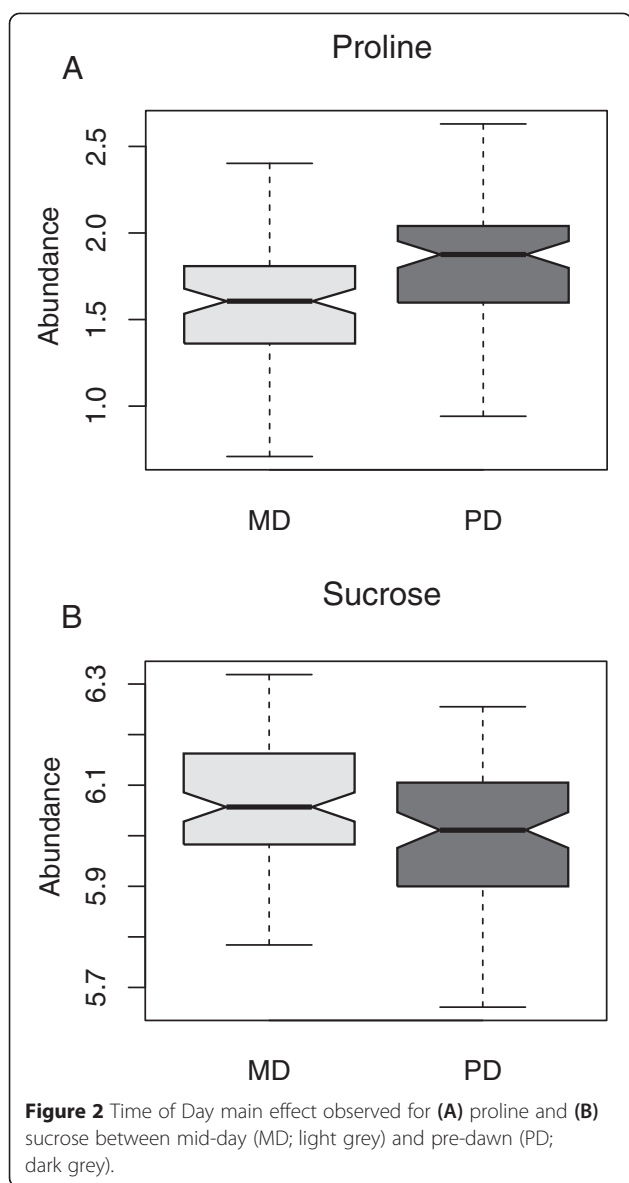 Proline
A
2.5
2.0
1.5
1.0
Abundance
MD PD
Sucrose
B
6.3
6.1
5.9
5.7
Abundance
MD PD
Figure 2 Time of Day main effect observed for (A) proline and (B)
sucrose between mid-day (MD; light grey) and pre-dawn (PD;
dark grey).